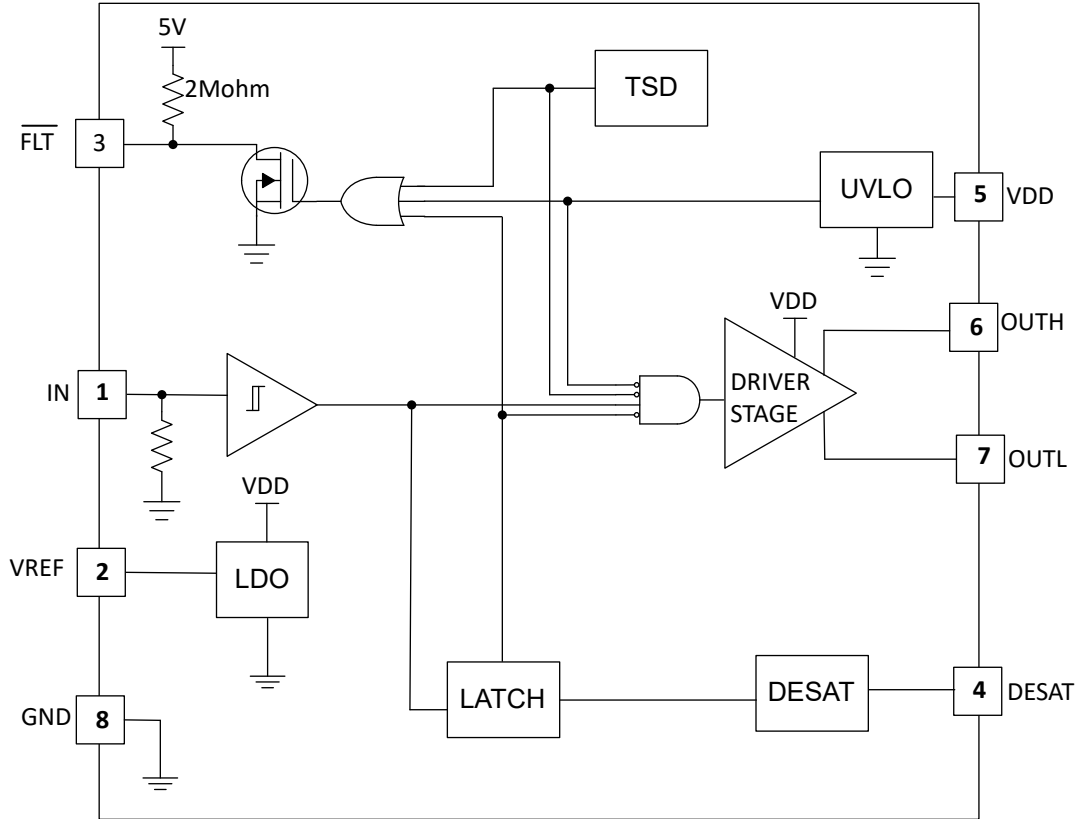 5V
2Mohm
TSD
FLT
3
UVLO
5
VDD
VDD
6
OUTH
IN
1
DRIVER
STAGE
7
OUTL
VDD
VREF
2
LDO
LATCH
DESAT
4
DESAT
GND
8